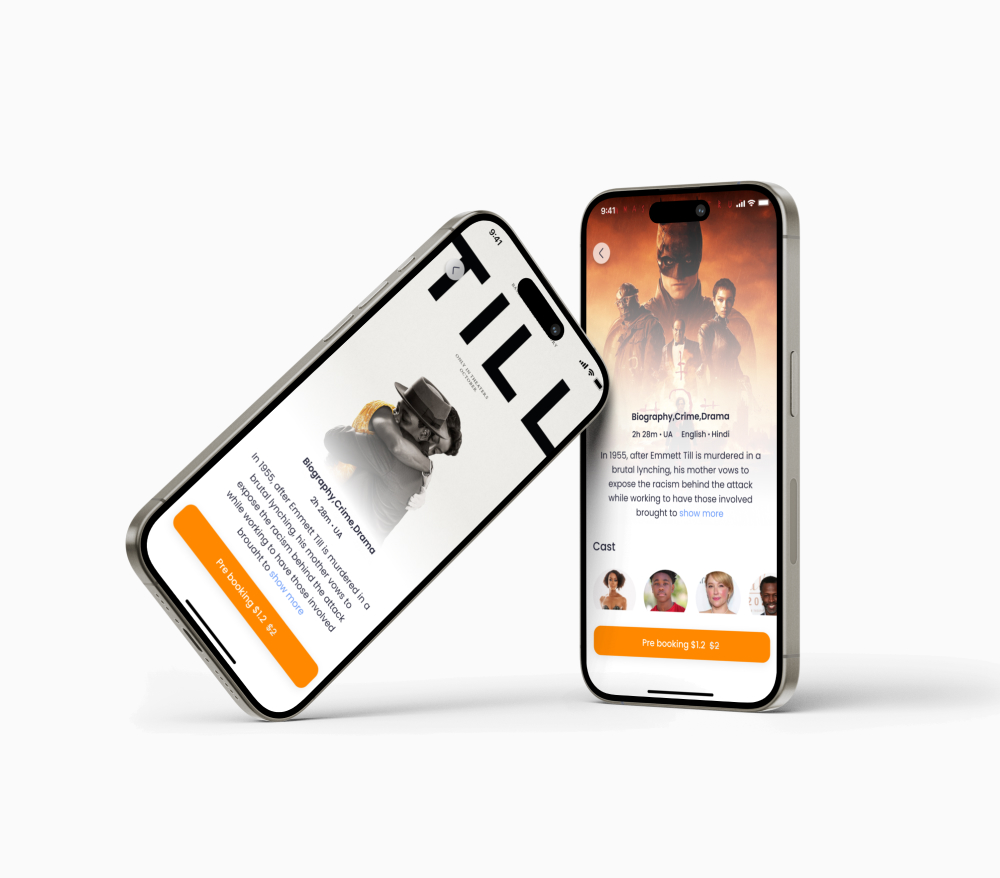 9:41
TILL
ONLY IN THEATERS
OCTOBER
Biography,Crime,Drama
2h 28m • UA
In 1955, after Emmett Till is murdered in a
brutal lynching, his mother vows to
expose the racism behind the attack
while working to have those involved
brought to show more
Pre booking $1.2 $2
9:41
Biography,Crime,Drama
2h 28m • UA English • Hindi
In 1955, after Emmett Till is murdered in a
brutal lynching, his mother vows to
expose the racism behind the attack
while working to have those involved
brought to show more
Cast
Pre booking $1.2 $2